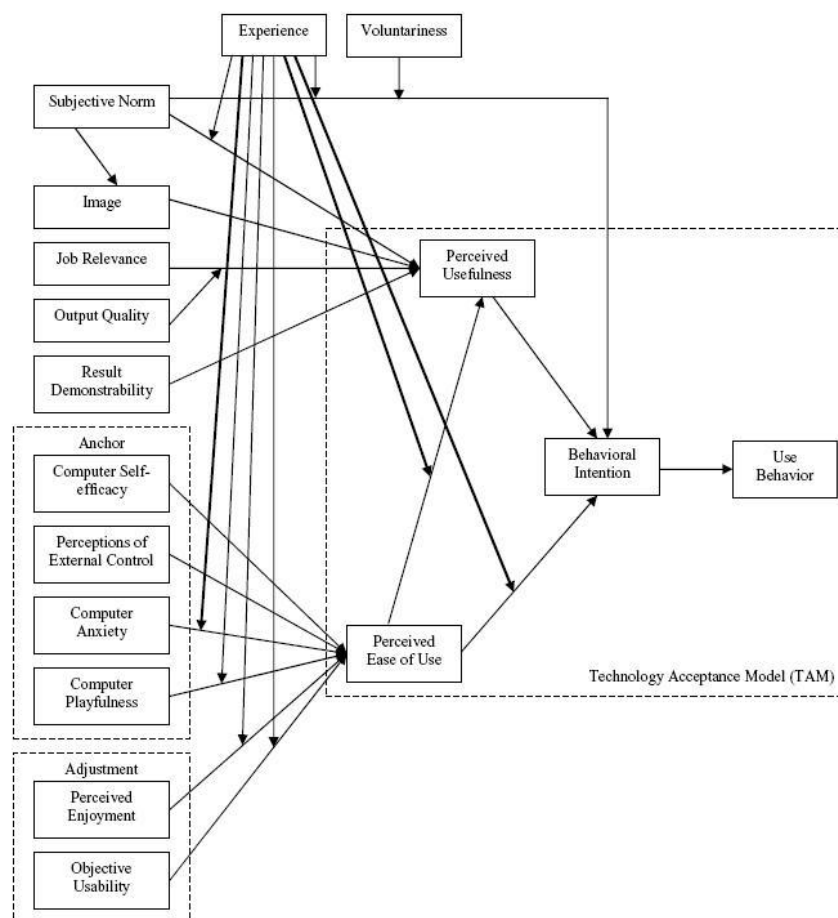 Experience
Voluntariness
Subjective Norm
Image
Job Relevance
Output Quality
Result
Demonstrability
Perceived
Usefulness
Anchor
Computer Self-
efficacy
Perceptions of
External Control
Computer
Anxiety
Computer
Playfulness
Behavioral
Intention
Use
Behavior
Perceived
Ease of Use
Technology Acceptance Model (TAM)
Adjustment
Perceived
Enjoyment
Objective
Usability